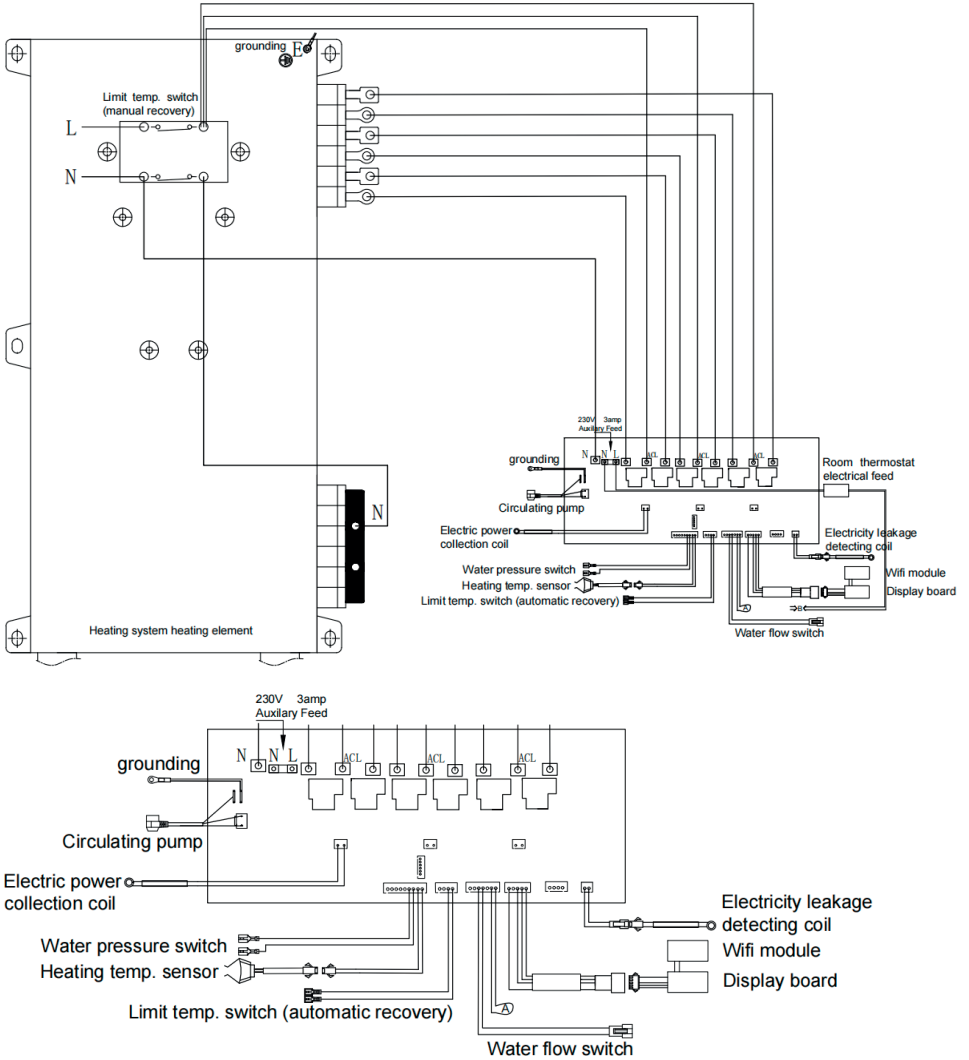 grounding E
Limit temp. switch
(manual recovery)
L
N
N
230V 3amp
Auxilary Feed
N N L ACL ACL ACL
grounding
Circulating pump
Room thermostat
electrical feed
Electric power
collection coil
Electricity leakage
detecting coil
Water pressure switch
Heating temp. sensor
Limit temp. switch (automatic recovery)
Wifi module
Display board
A
B
Water flow switch
Heating system heating element
230V 3amp
Auxilary Feed
N N L ACL ACL ACL
grounding
Circulating pump
Electric power
collection coil
Electricity leakage
detecting coil
Water pressure switch
Wifi module
Heating temp. sensor
Display board
Limit temp. switch (automatic recovery)
A
Water flow switch